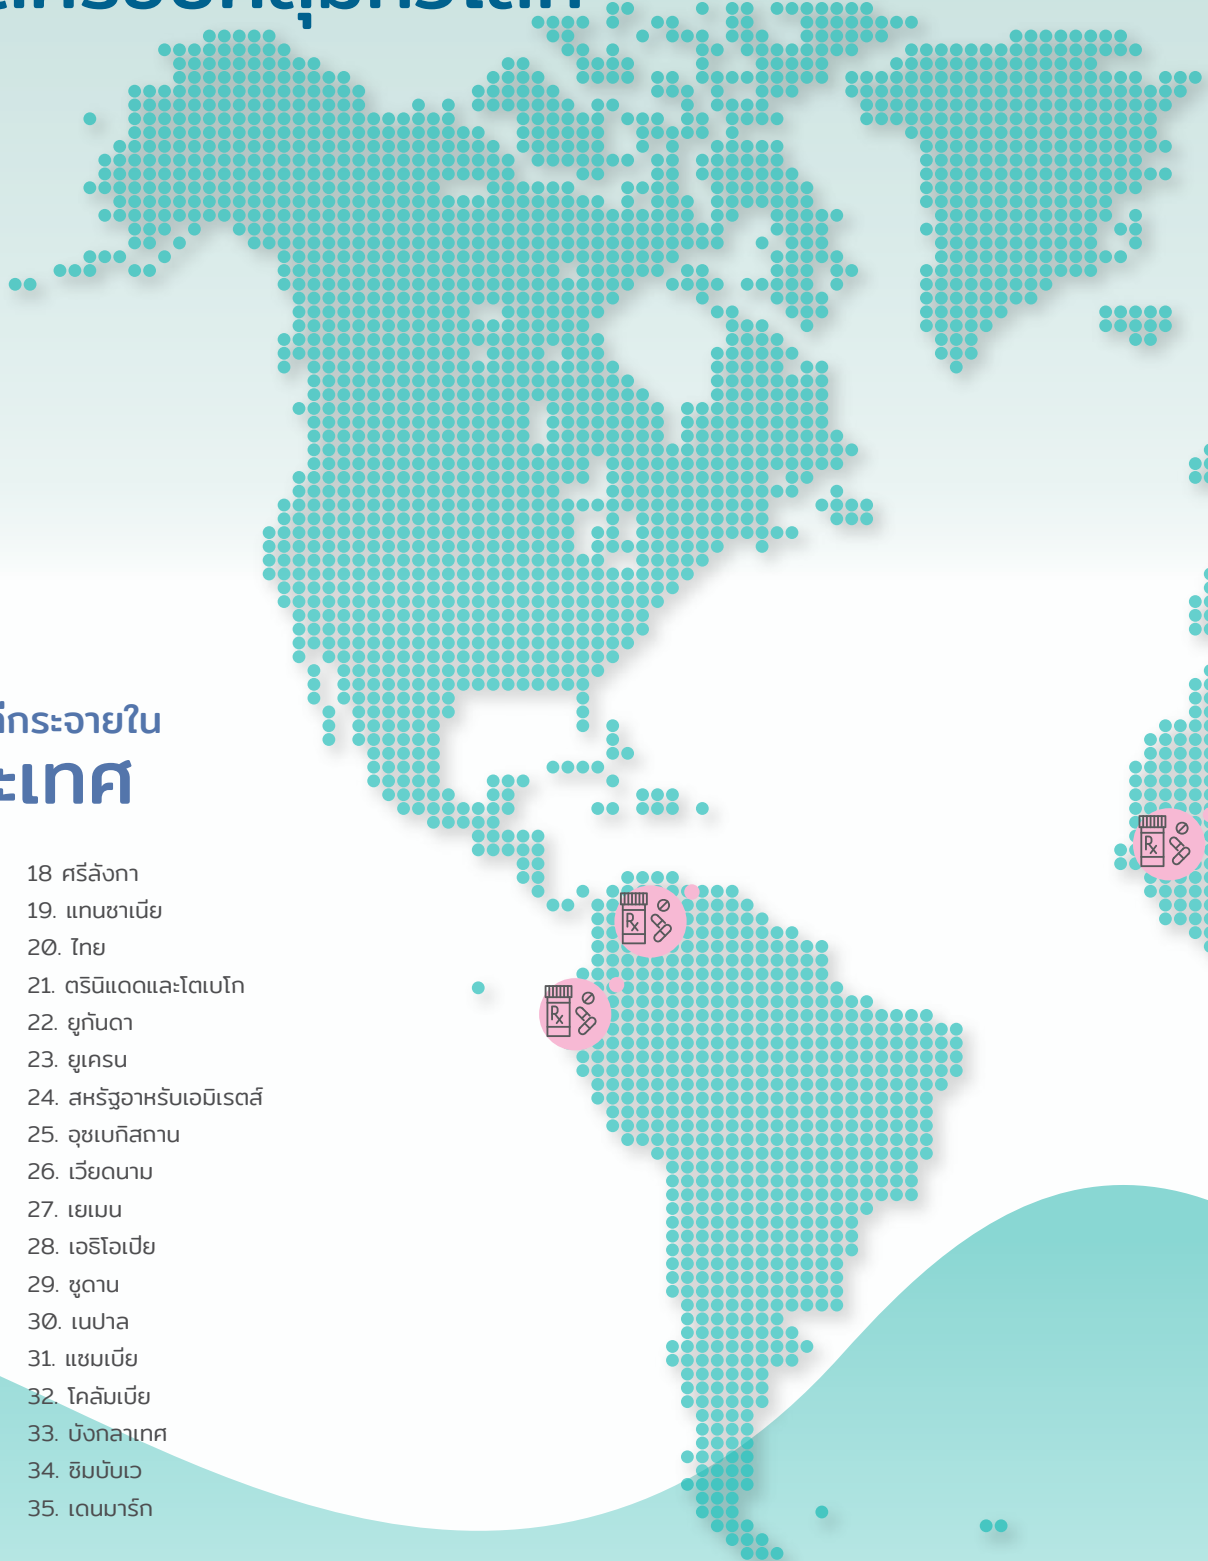 ที่กระจายใน
ะเทศ
18 ศรีลังกา
19. แทนซาเนีย
20. ไทย
21. ตรินิแดดและโตเบโก
22. ยูกันดา
23. ยูเครน
24. สหรัฐอาหรับเอมิเรตส์
25. อุซเบกิสถาน
26. เวียดนาม
27. เยเมน
28. เอธิโอเปีย
29. ซูดาน
30. เนปาล
31. แซมเบีย
32. โคลัมเบีย
33. บังกลาเทศ
34. ซิมบับเว
35. เดนมาร์ก
Rx
Rx
Rx